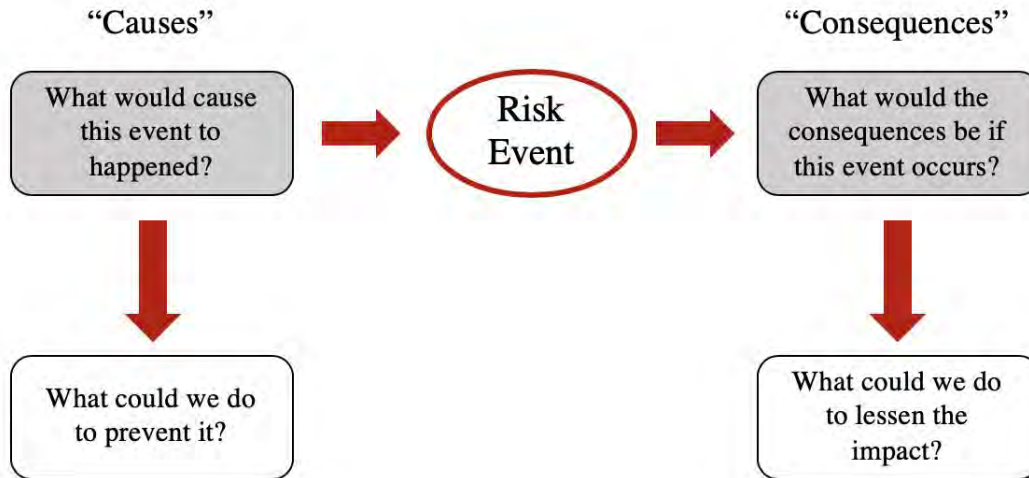 “Causes”
“Consequences”
What would cause
this event to
happened?
Risk
Event
What would the
consequences be if
this event occurs?
What could we do
to prevent it?
What could we do
to lessen the
impact?